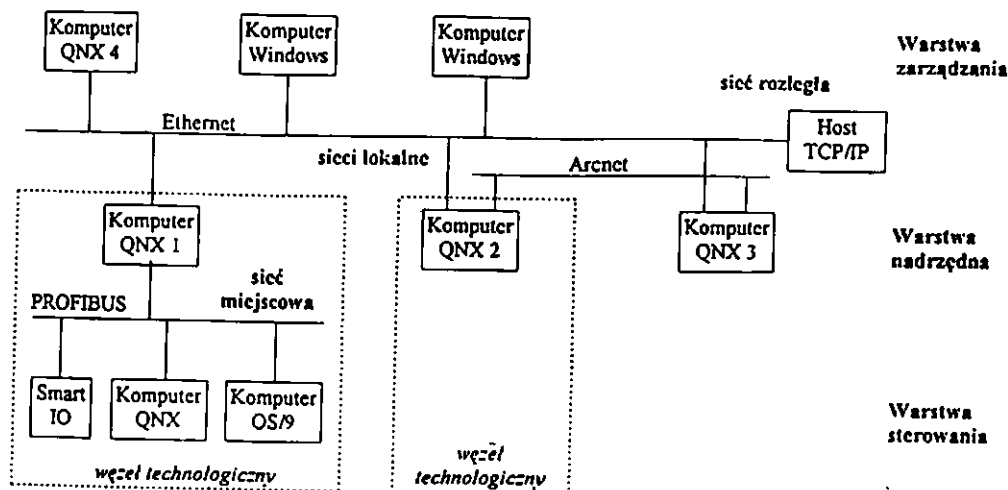 Komputer
QNX 4
Komputer
Windows
Komputer
Windows
Warstwa
zarządzania
sieć rozległa
Ethernet
Host
TCP/IP
sieci lokalne
Arcnet
Komputer
QNX 1
Komputer
QNX 2
Komputer
QNX 3
Warstwa
nadrzędna
sieć
miejscowa
PROFIBUS
Smart
IO
Komputer
QNX
Komputer
OS/9
Warstwa
sterowania
węzeł technologiczny
węzeł
technologiczny